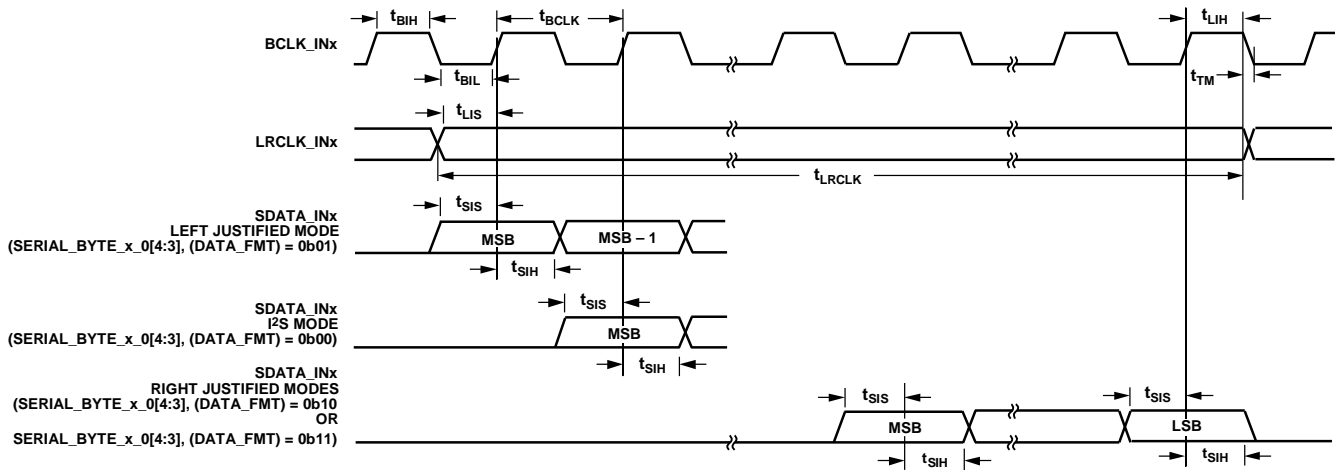 tBIH
tBCLK
tLIH
BCLK_INx
tBIL
tTM
tLIS
LRCLK_INx
tLRCLK
tSIS
SDATA_INx
LEFT JUSTIFIED MODE
(SERIAL_BYTE_x_0[4:3], (DATA_FMT) = 0b01)
MSB
MSB – 1
tSIH
tSIS
SDATA_INx
I2S MODE
(SERIAL_BYTE_x_0[4:3], (DATA_FMT) = 0b00)
MSB
tSIH
SDATA_INx
RIGHT JUSTIFIED MODES
(SERIAL_BYTE_x_0[4:3], (DATA_FMT) = 0b10
OR
SERIAL_BYTE_x_0[4:3], (DATA_FMT) = 0b11)
tSIS
tSIS
MSB
LSB
tSIH
tSIH